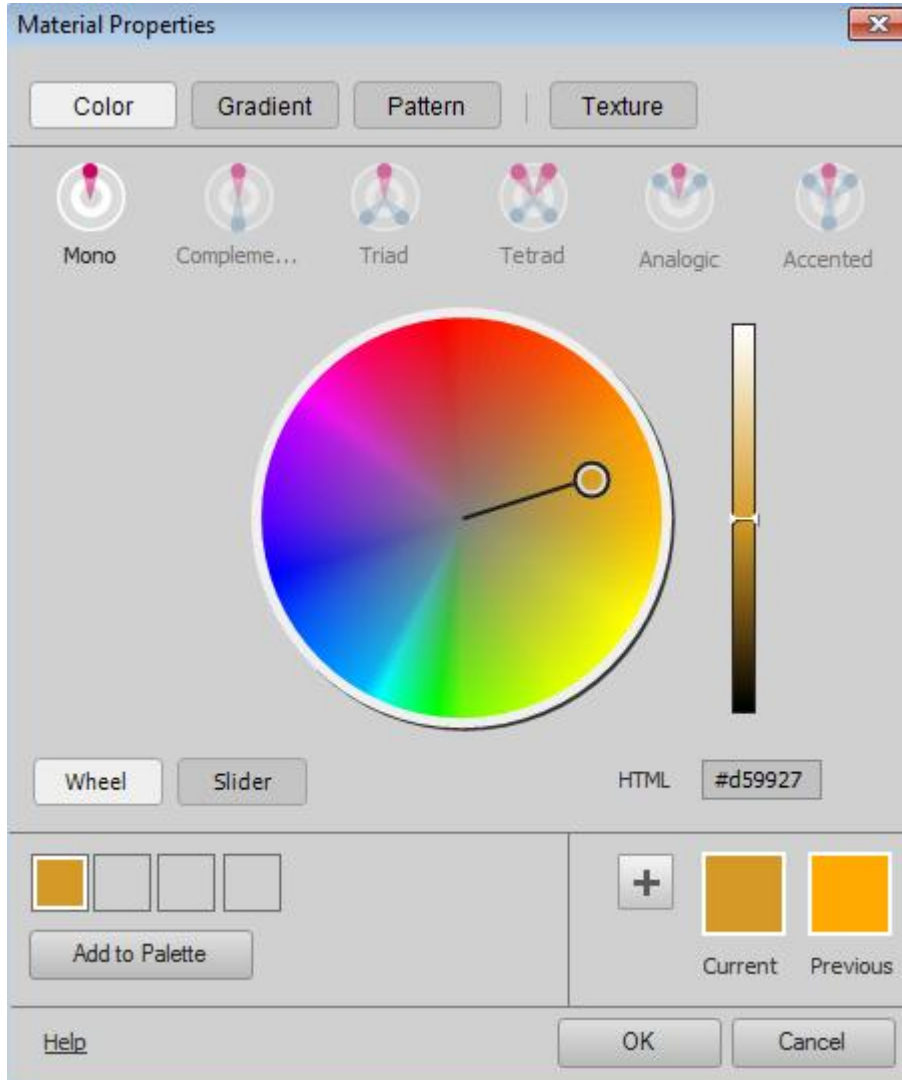 Material Properties
Color Gradient Pattern Texture
Mono Compleme... Triad Tetrad Analogic Accented
Wheel Slider HTML #d59927
Add to Palette
Current Previous
Help OK Cancel